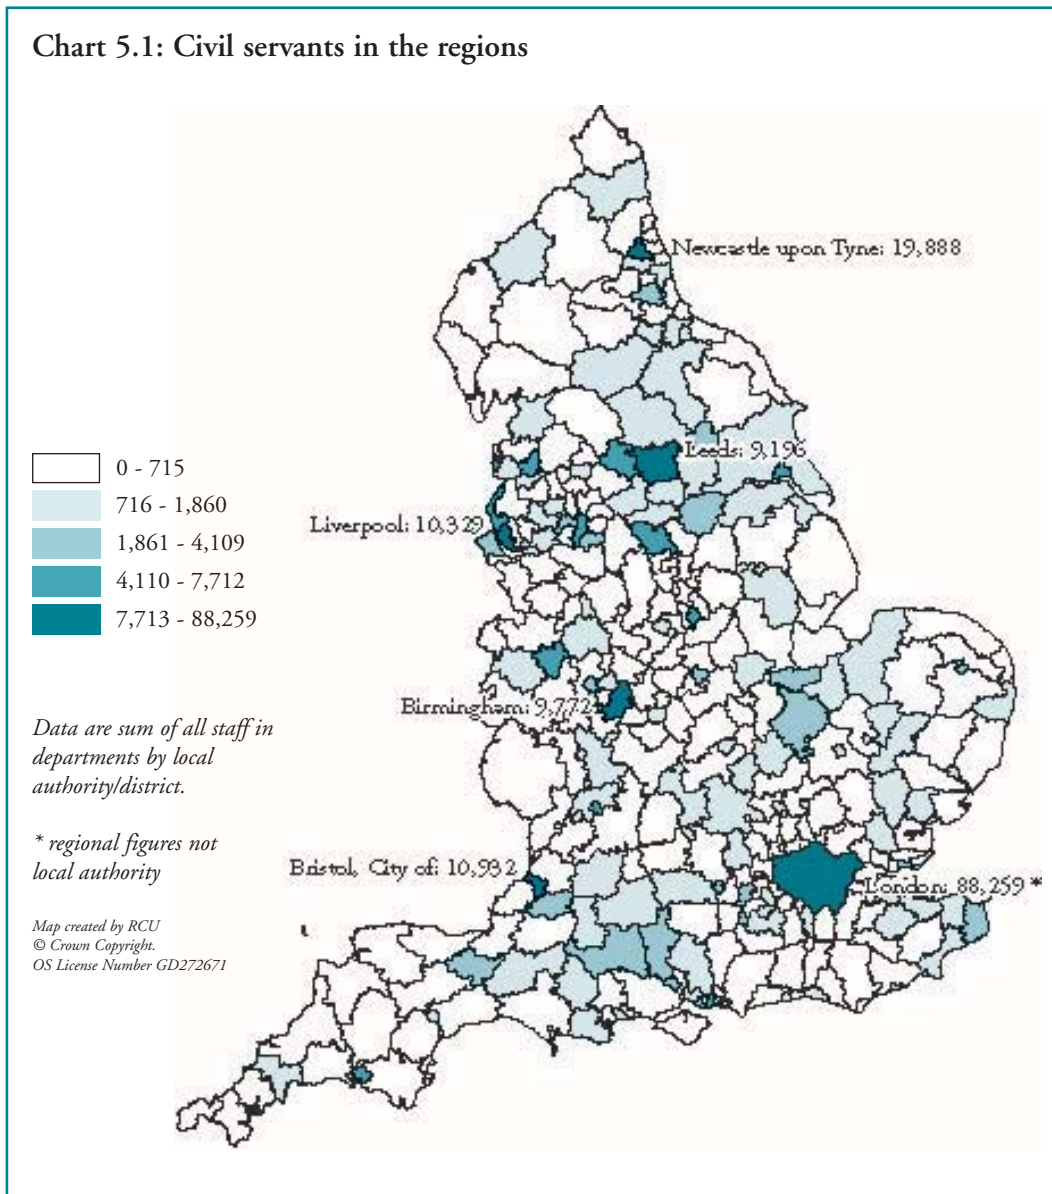 Chart 5.1: Civil servants in the regions
Newcastle upon Tyne: 19,888
Leeds: 9,196
0 - 715
716 - 1,860
Liverpool: 10,329
1,861 - 4,109
4,110 - 7,712
7,713 - 88,259
Birmingham: 9,772
Data are sum of all staff in
departments by local
authority/district.
* regional figures not
local authority
Bristol, City of: 10,932
London: 88,259 *
Map created by RCU
© Crown Copyright.
OS License Number GD272671